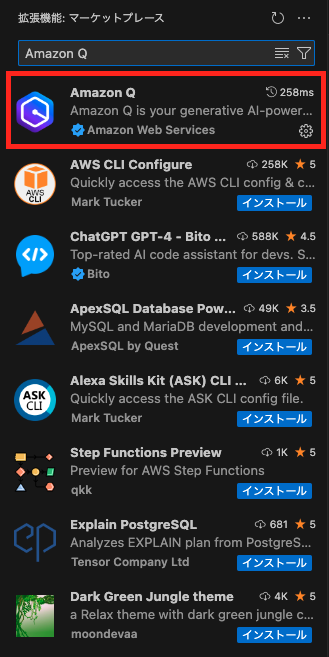 拡張機能: マーケットプレース
Amazon Q
Amazon Q
258ms
Amazon Q is your generative AI-power...
Amazon Web Services
AWS CLI Configure
258K
5
Quickly access the AWS CLI config & c...
Mark Tucker
インストール
AWS
CLI
ChatGPT GPT-4 - Bito ...
588K
4.5
Top-rated AI code assistant for devs. S...
Bito
インストール
ApexSQL Database Pow...
49K
3.5
MySQL and MariaDB development and...
ApexSQL by Quest
インストール
Alexa Skills Kit (ASK) CLI ...
6K
5
Quickly access the ASK CLI config file.
Mark Tucker
インストール
ASK
CLI
Step Functions Preview
1K
5
Preview for AWS Step Functions
qkk
インストール
Explain PostgreSQL
681
5
Analyzes EXPLAIN plan from PostgreS...
Tensor Company Ltd
インストール
Dark Green Jungle theme
4K
5
a Relax theme with dark green jungle c...
moondevaa
インストール